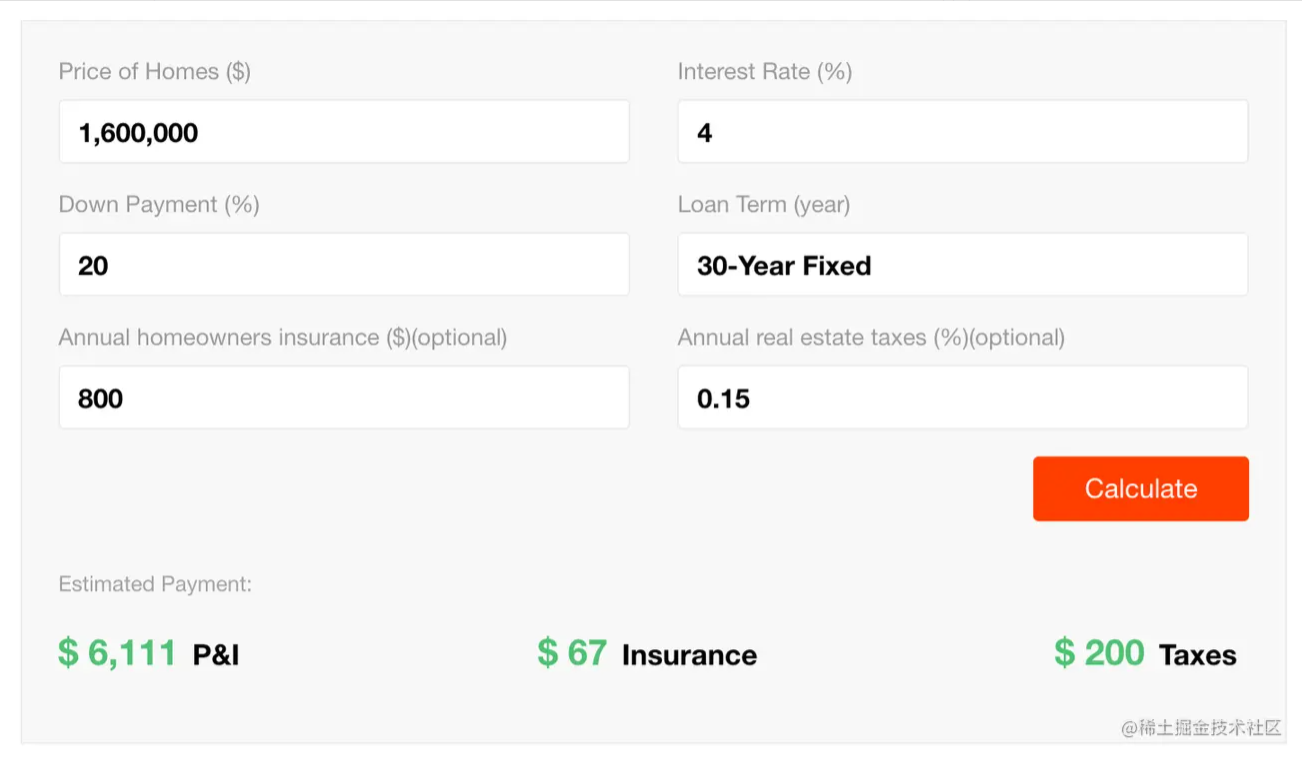 Price of Homes ($)
Interest Rate (%)
1,600,000
4
Down Payment (%)
Loan Term (year)
20
30-Year Fixed
Annual homeowners insurance ($)(optional)
Annual real estate taxes (%)(optional)
800
0.15
Calculate
Estimated Payment:
$ 6,111 P&I
$ 67 Insurance
$ 200 Taxes
@稀土掘金技术社区